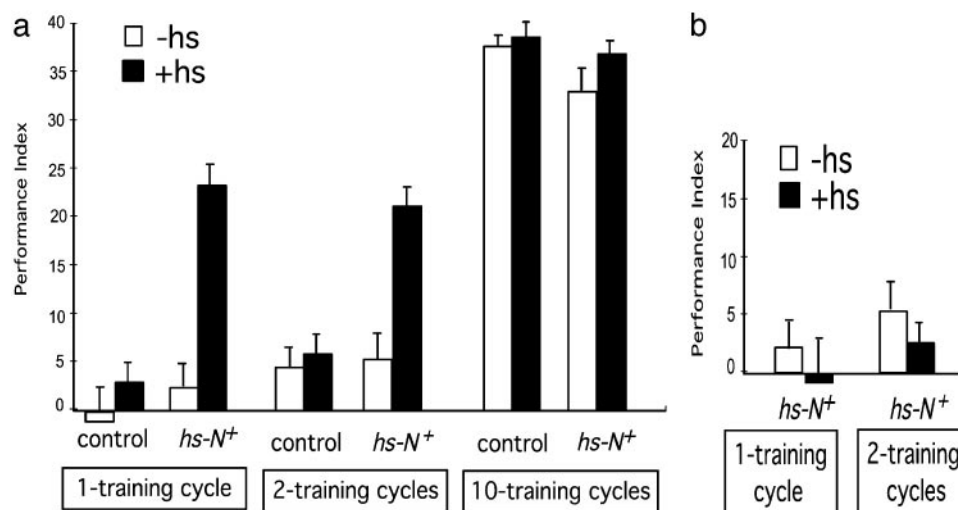 a
-hs
+hs
Performance Index
40
35
30
25
20
15
10
5
0
control hs-N+ control hs-N+ control hs-N+
1-training cycle 2-training cycles 10-training cycles
b
-hs
+hs
Performance Index
20
15
10
5
0
hs-N+ hs-N+
1-training 2-training
cycle cycles